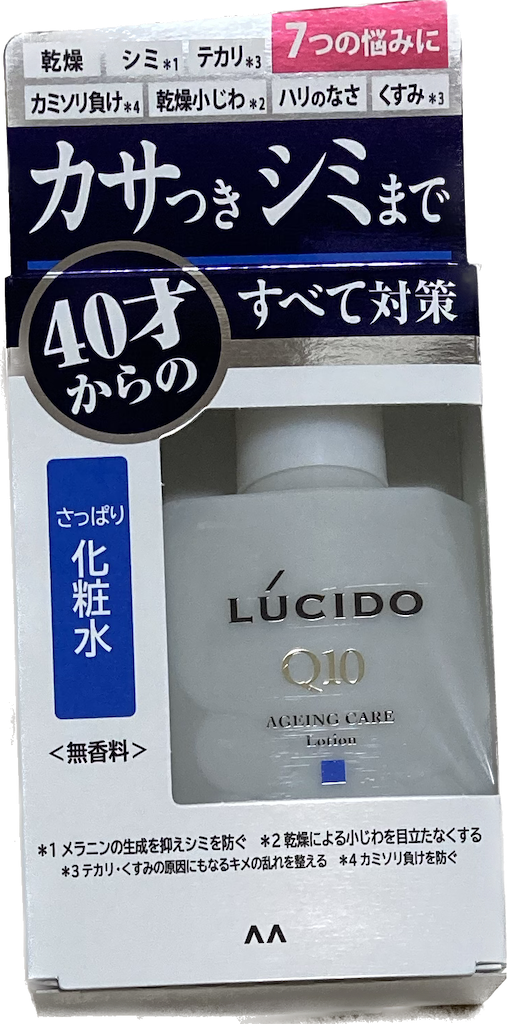 7つの悩みに
乾燥 シミ*1 テカリ*3
カミソリ負け*4 乾燥小じわ*2 ハリのなさ くすみ*3
カサつきシミまで
すべて対策
40才
からの
さっぱり
化粧水
<無香料>
LÚCIDO
Q10
AGEING CARE
Lotion
*1 メラニンの生成を抑えシミを防ぐ *2 乾燥による小じわを目立たなくする
*3 テカリ・くすみの原因にもなるキメの乱れを整える *4 カミソリ負けを防ぐ